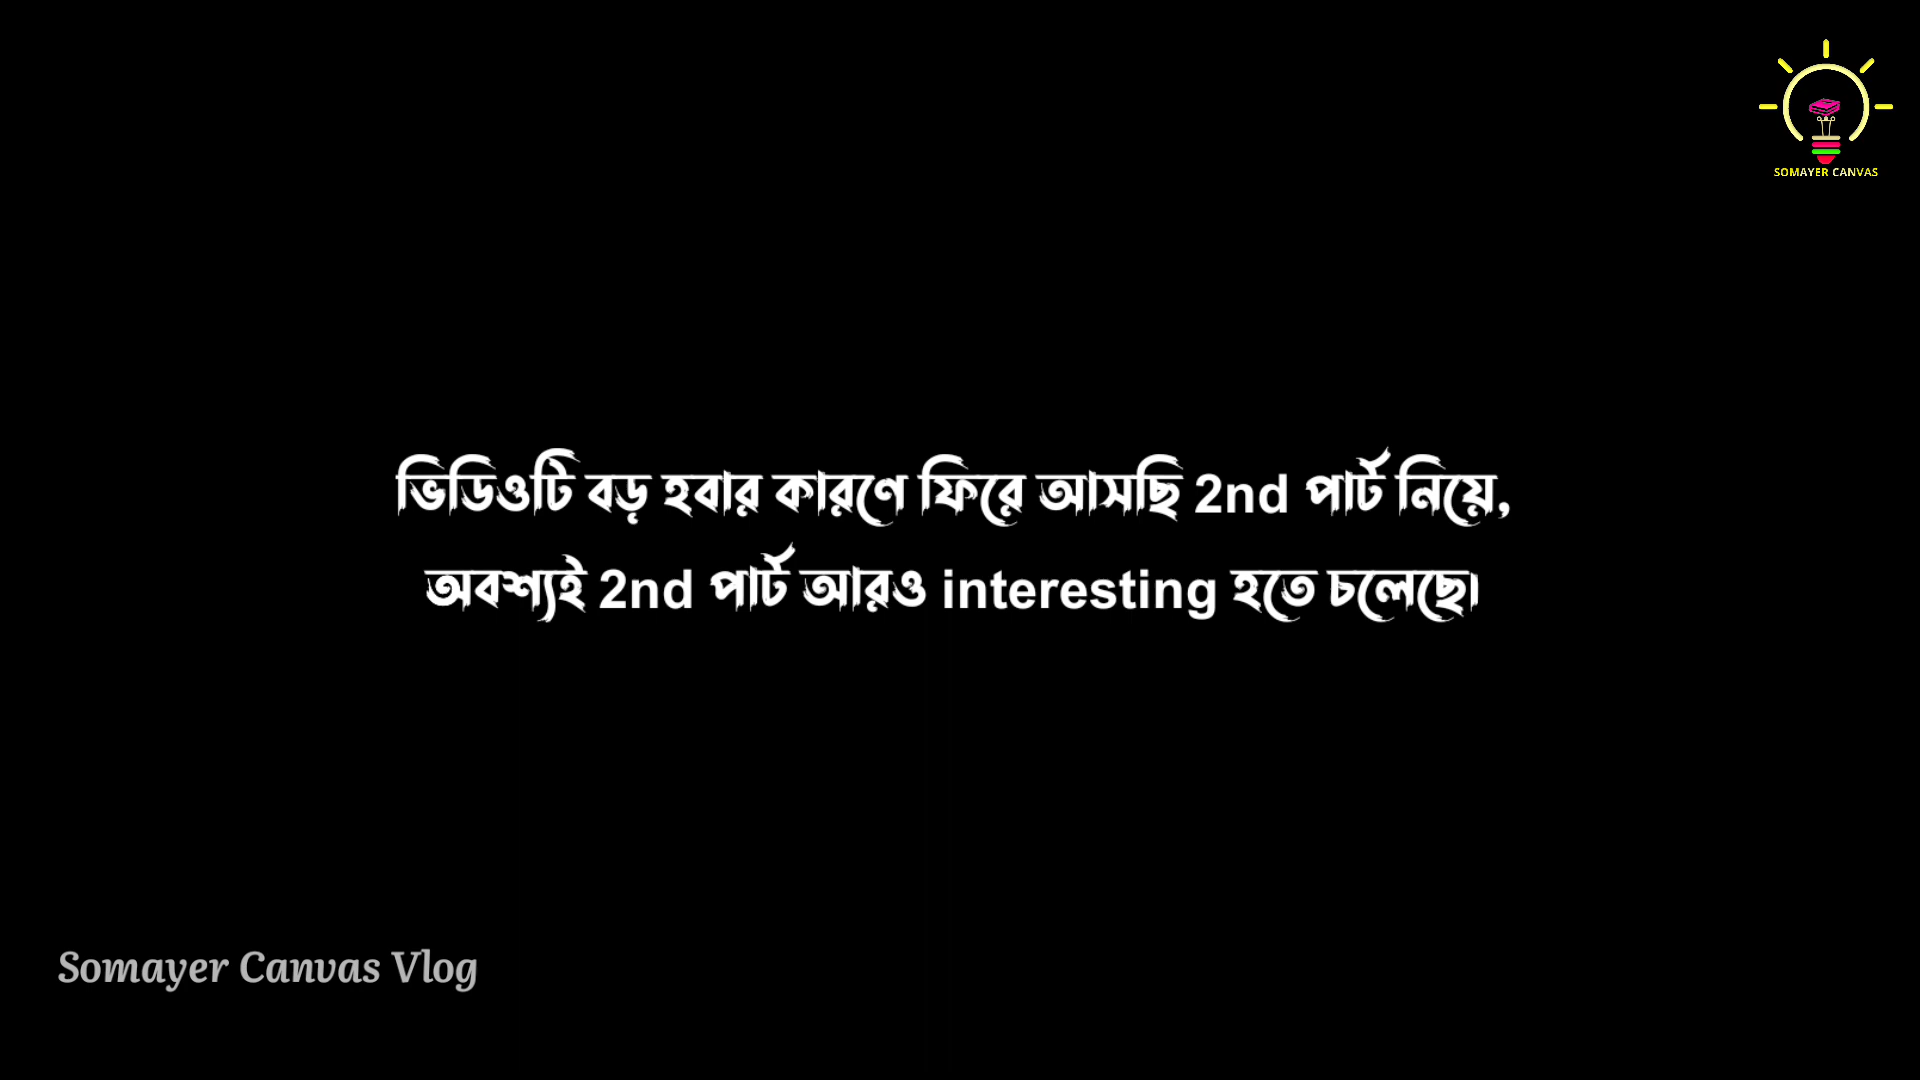 SOMAYER CANVAS
ভিডিওটি বড় হবার কারণে ফিরে আসছি 2nd পার্ট নিয়ে,
অবশ্যই 2nd পার্ট আরও interesting হতে চলেছে।
Somayer Canvas Vlog